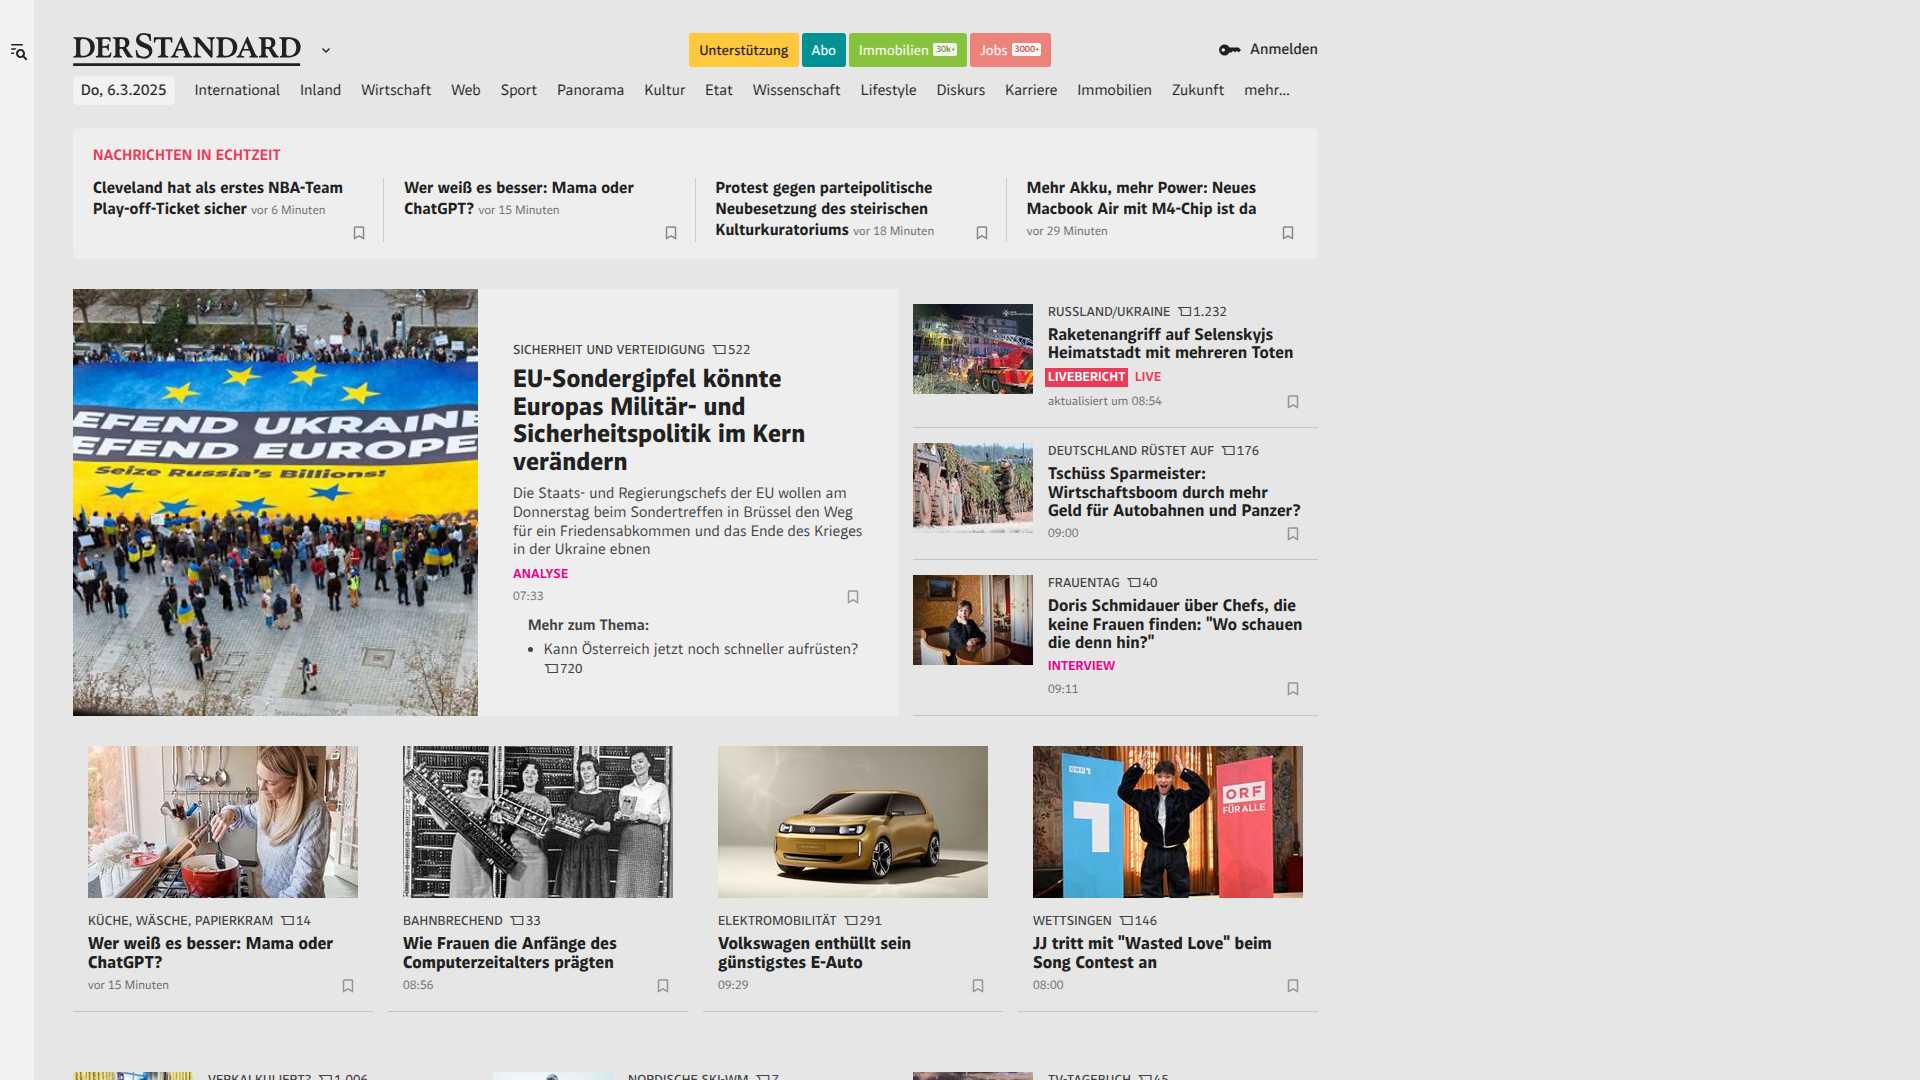 DERSTANDARD
Unterstützung
Abo
Immobilien 30k+
Jobs 3000+
Anmelden
Do, 6.3.2025
International
Inland
Wirtschaft
Web
Sport
Panorama
Kultur
Etat
Wissenschaft
Lifestyle
Diskurs
Karriere
Immobilien
Zukunft
mehr...
NACHRICHTEN IN ECHTZEIT
Cleveland hat als erstes NBA-Team
Play-off-Ticket sicher vor 6 Minuten
Wer weiß es besser: Mama oder
ChatGPT? vor 15 Minuten
Protest gegen parteipolitische
Neubesetzung des steirischen
Kulturkuratoriums vor 18 Minuten
Mehr Akku, mehr Power: Neues
Macbook Air mit M4-Chip ist da
vor 29 Minuten
EFEND UKRAINE
EFEND EUROPE
Seize Russia's Billions!
SICHERHEIT UND VERTEIDIGUNG 522
EU-Sondergipfel könnte
Europas Militär- und
Sicherheitspolitik im Kern
verändern
Die Staats- und Regierungschefs der EU wollen am
Donnerstag beim Sondertreffen in Brüssel den Weg
für ein Friedensabkommen und das Ende des Krieges
in der Ukraine ebnen
ANALYSE
07:33
Mehr zum Thema:
• Kann Österreich jetzt noch schneller aufrüsten?
720
RUSSLAND/UKRAINE 1.232
Raketenangriff auf Selenskyjs
Heimatstadt mit mehreren Toten
LIVEBERICHT LIVE
aktualisiert um 08:54
DEUTSCHLAND RÜSTET AUF 176
Tschüss Sparmeister:
Wirtschaftsboom durch mehr
Geld für Autobahnen und Panzer?
09:00
FRAUENTAG 40
Doris Schmidauer über Chefs, die
keine Frauen finden: "Wo schauen
die denn hin?"
INTERVIEW
09:11
KÜCHE, WÄSCHE, PAPIERKRAM 14
Wer weiß es besser: Mama oder
ChatGPT?
vor 15 Minuten
BAHNBRECHEND 33
Wie Frauen die Anfänge des
Computerzeitalters prägten
08:56
ELEKTROMOBILITÄT 291
Volkswagen enthüllt sein
günstigstes E-Auto
09:29
ORF 1
1
ORF
FÜR ALLE
WETTSINGEN 146
JJ tritt mit "Wasted Love" beim
Song Contest an
08:00
VERKALKULIERT? 1.006
NORDISCHE SKI-WM 7
TV-TAGEBUCH 45